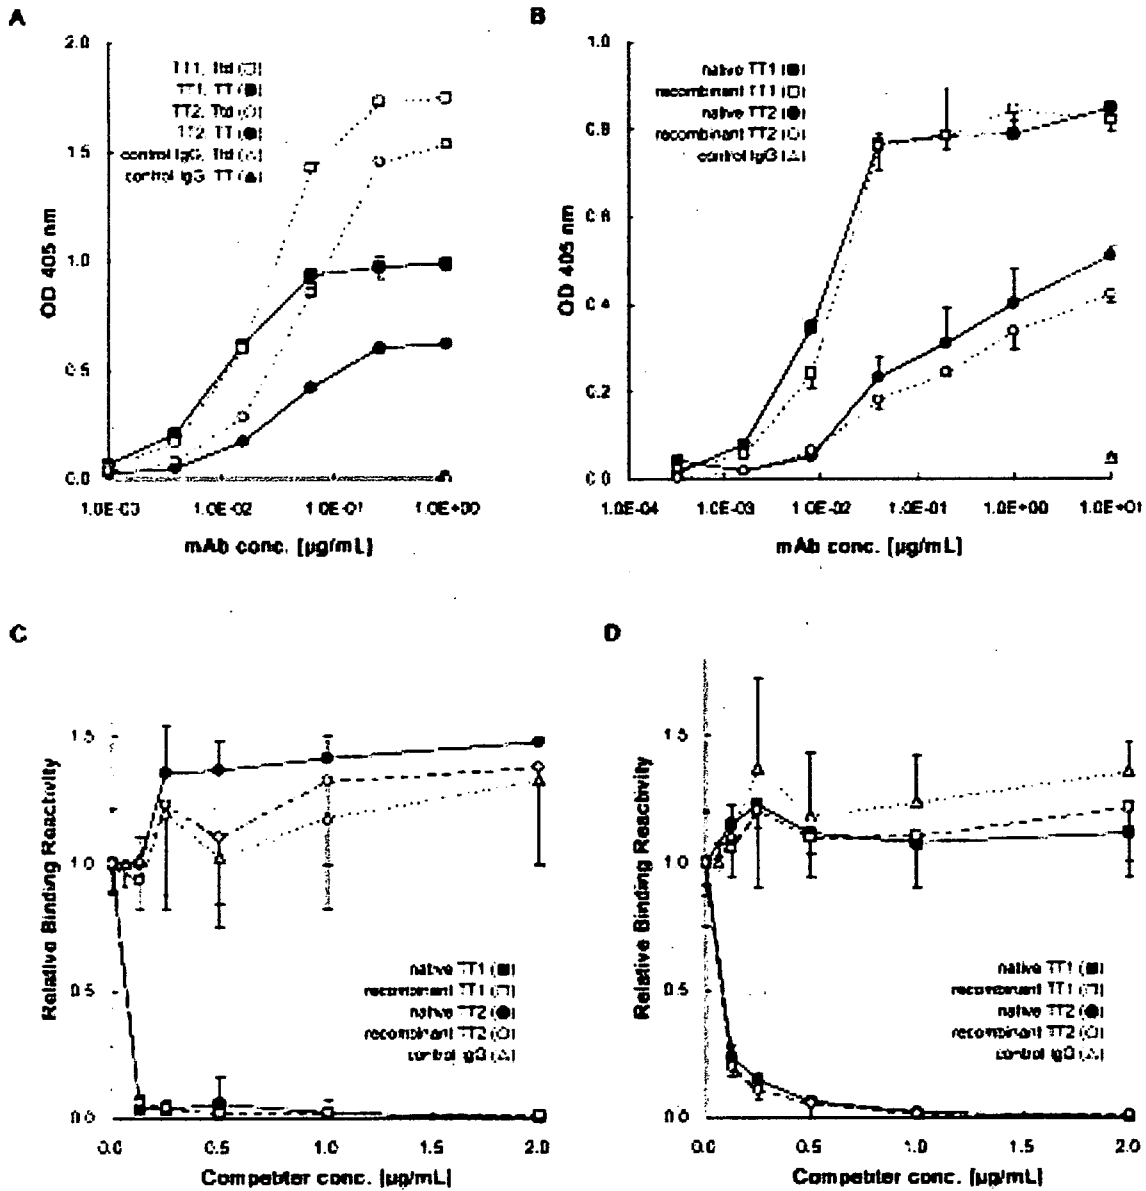 A
2.0
1.5
1.0
0.5
0.0
OD 405 nm
TT1, Ttd (□)
TT1, TT (■)
TT2, Ttd (○)
TT2, TT (●)
control IgG, Ttd (△)
control IgG, TT (▲)
1.0E-03
1.0E-02
1.0E-01
1.0E+00
mAb conc. [µg/mL]
B
1.0
0.8
0.6
0.4
0.2
0.0
OD 405 nm
native TT1 (■)
recombinant TT1 (□)
native TT2 (●)
recombinant TT2 (○)
control IgG (△)
1.0E-04
1.0E-03
1.0E-02
1.0E-01
1.0E+00
1.0E+01
mAb conc. [µg/mL]
C
1.5
1.0
0.5
0.0
Relative Binding Reactivity
native TT1 (■)
recombinant TT1 (□)
native TT2 (●)
recombinant TT2 (○)
control IgG (△)
0.0
0.5
1.0
1.5
2.0
Competiter conc. [µg/mL]
D
1.5
1.0
0.5
0.0
Relative Binding Reactivity
native TT1 (■)
recombinant TT1 (□)
native TT2 (●)
recombinant TT2 (○)
control IgG (△)
0.0
0.5
1.0
1.5
2.0
Competiter conc. [µg/mL]